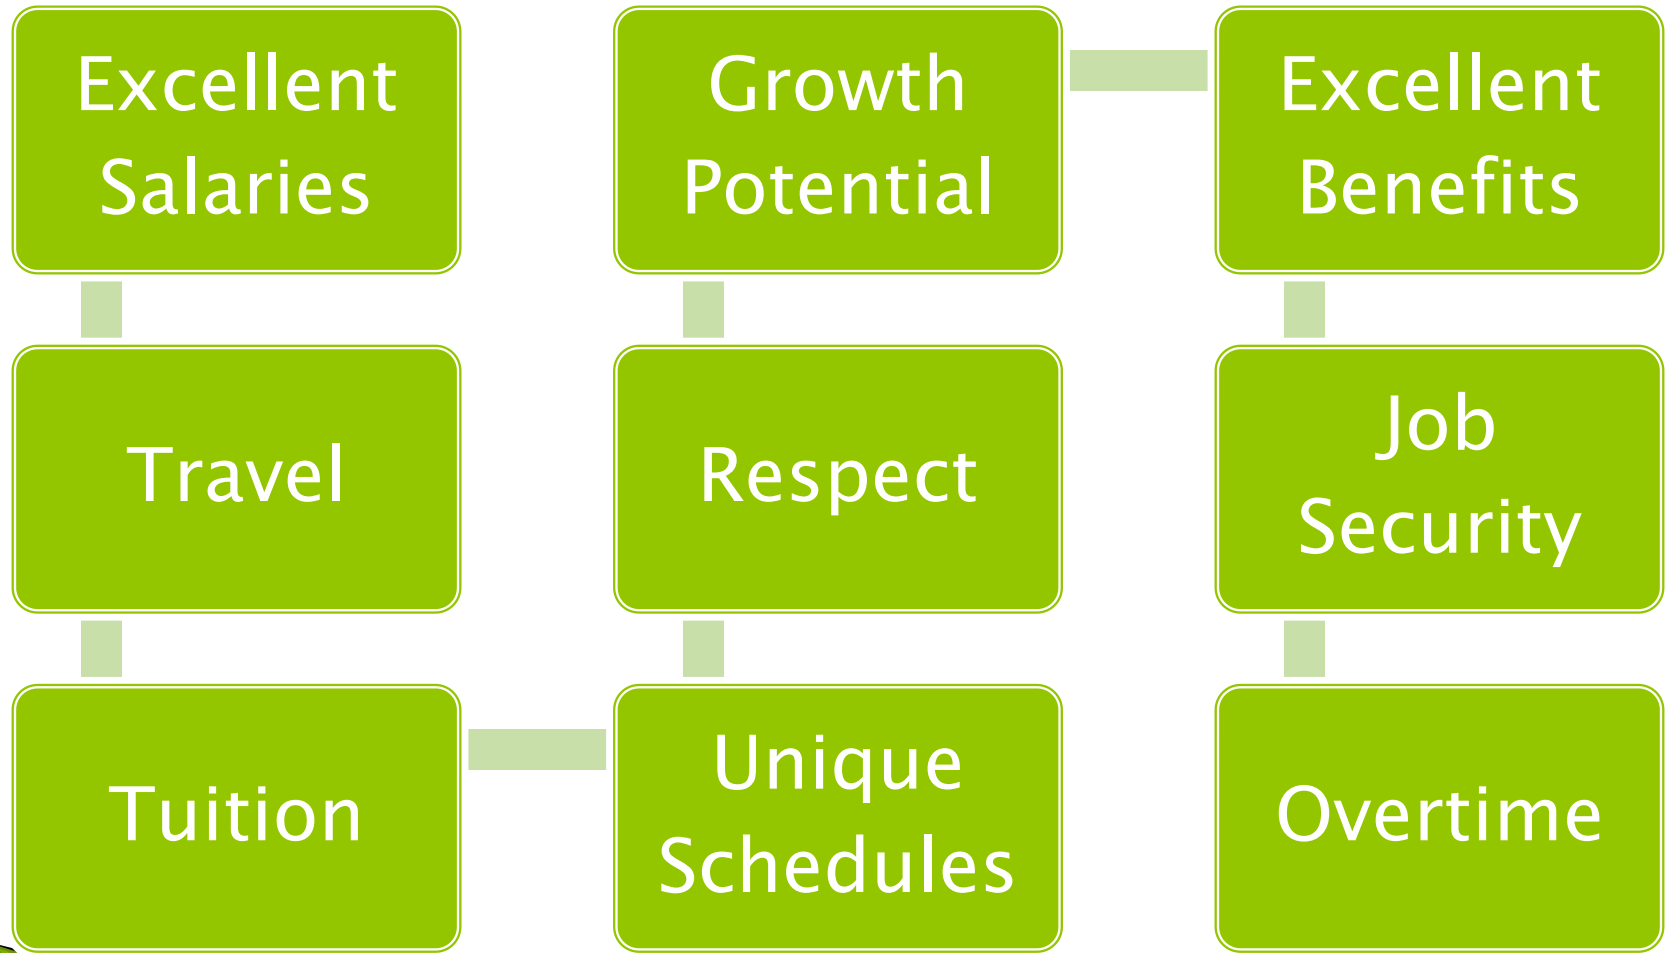 Excellent
Salaries
Travel
Tuition
Unique
Schedules
Respect
Growth
Potential
Excellent
Benefits
Job
Security
Overtime